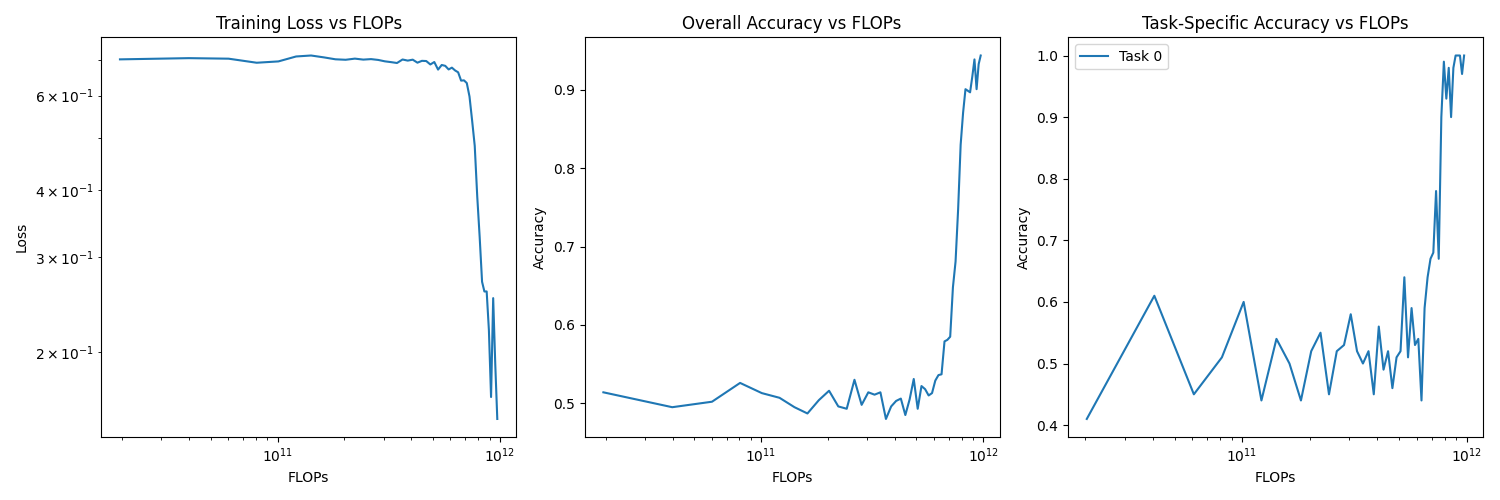 Training Loss vs FLOPs
Overall Accuracy vs FLOPs
Task-Specific Accuracy vs FLOPs
Loss
6 × 10⁻¹
4 × 10⁻¹
3 × 10⁻¹
2 × 10⁻¹
10¹¹
10¹²
FLOPs
Accuracy
0.9
0.8
0.7
0.6
0.5
10¹¹
10¹²
FLOPs
Accuracy
1.0
0.9
0.8
0.7
0.6
0.5
0.4
10¹¹
10¹²
FLOPs
Task 0